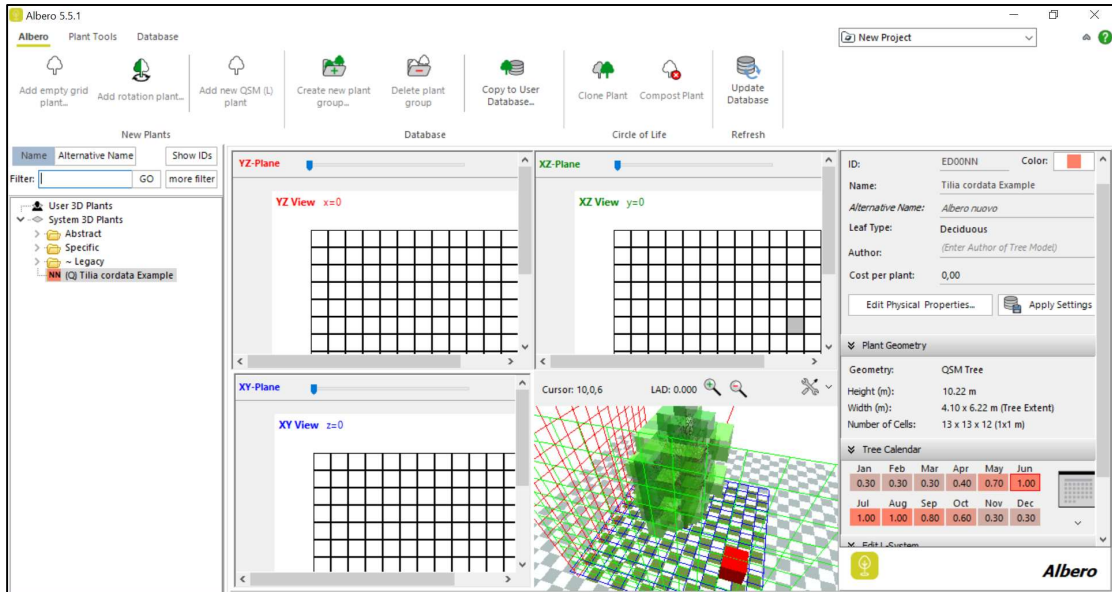 Albero 5.5.1
Albero Plant Tools Database
New Project
Add empty grid plant...
Add rotation plant...
Add new QSM (L) plant
Create new plant group...
Delete plant group
Copy to User Database...
Clone Plant
Compost Plant
Update Database
New Plants
Database
Circle of Life
Refresh
Name Alternative Name Show IDs
Filter: GO more filter
User 3D Plants
System 3D Plants
Abstract
Specific
~ Legacy
NN (Q) Tilia cordata Example
YZ-Plane
YZ View x=0
XZ-Plane
XZ View y=0
XY-Plane
XY View z=0
Cursor: 10,0,6 LAD: 0.000
ID: ED00NN Color:
Name: Tilia cordata Example
Alternative Name: Albero nuovo
Leaf Type: Deciduous
Author: (Enter Author of Tree Model)
Cost per plant: 0,00
Edit Physical Properties... Apply Settings
Plant Geometry
Geometry: QSM Tree
Height (m): 10.22 m
Width (m): 4.10 x 6.22 m (Tree Extent)
Number of Cells: 13 x 13 x 12 (1x1 m)
Tree Calendar
Jan Feb Mar Apr May Jun
0.30 0.30 0.30 0.40 0.70 1.00
Jul Aug Sep Oct Nov Dec
1.00 1.00 0.80 0.60 0.30 0.30
Edit L-System
Albero